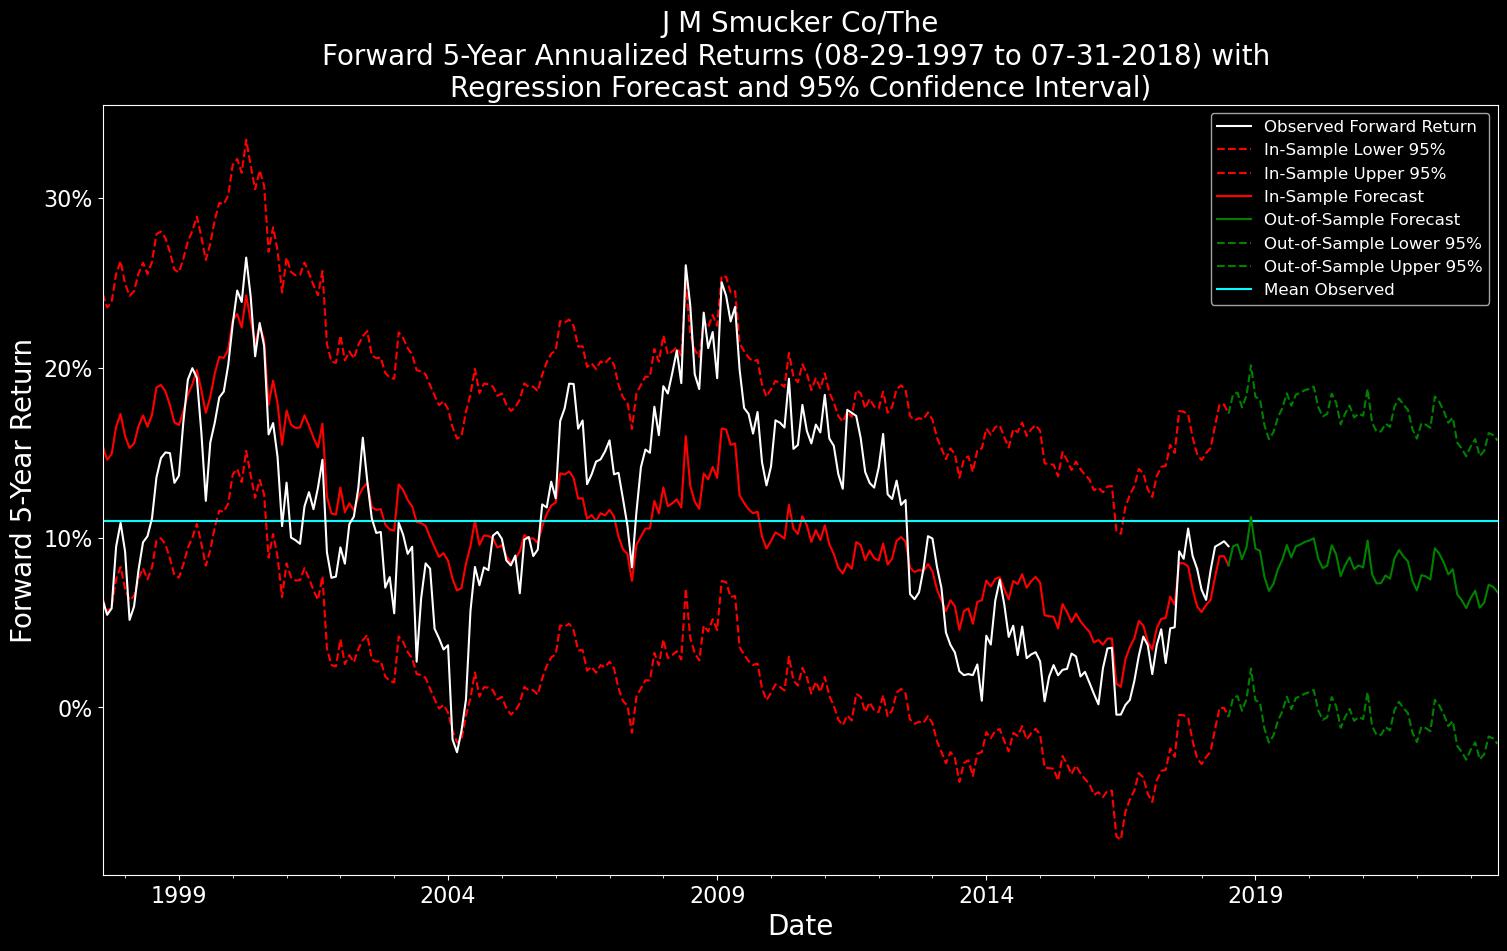 J M Smucker Co/The
Forward 5-Year Annualized Returns (08-29-1997 to 07-31-2018) with
Regression Forecast and 95% Confidence Interval)
Observed Forward Return
In-Sample Lower 95%
In-Sample Upper 95%
In-Sample Forecast
Out-of-Sample Forecast
Out-of-Sample Lower 95%
Out-of-Sample Upper 95%
Mean Observed
Forward 5-Year Return
30%
20%
10%
0%
1999
2004
2009
2014
2019
Date